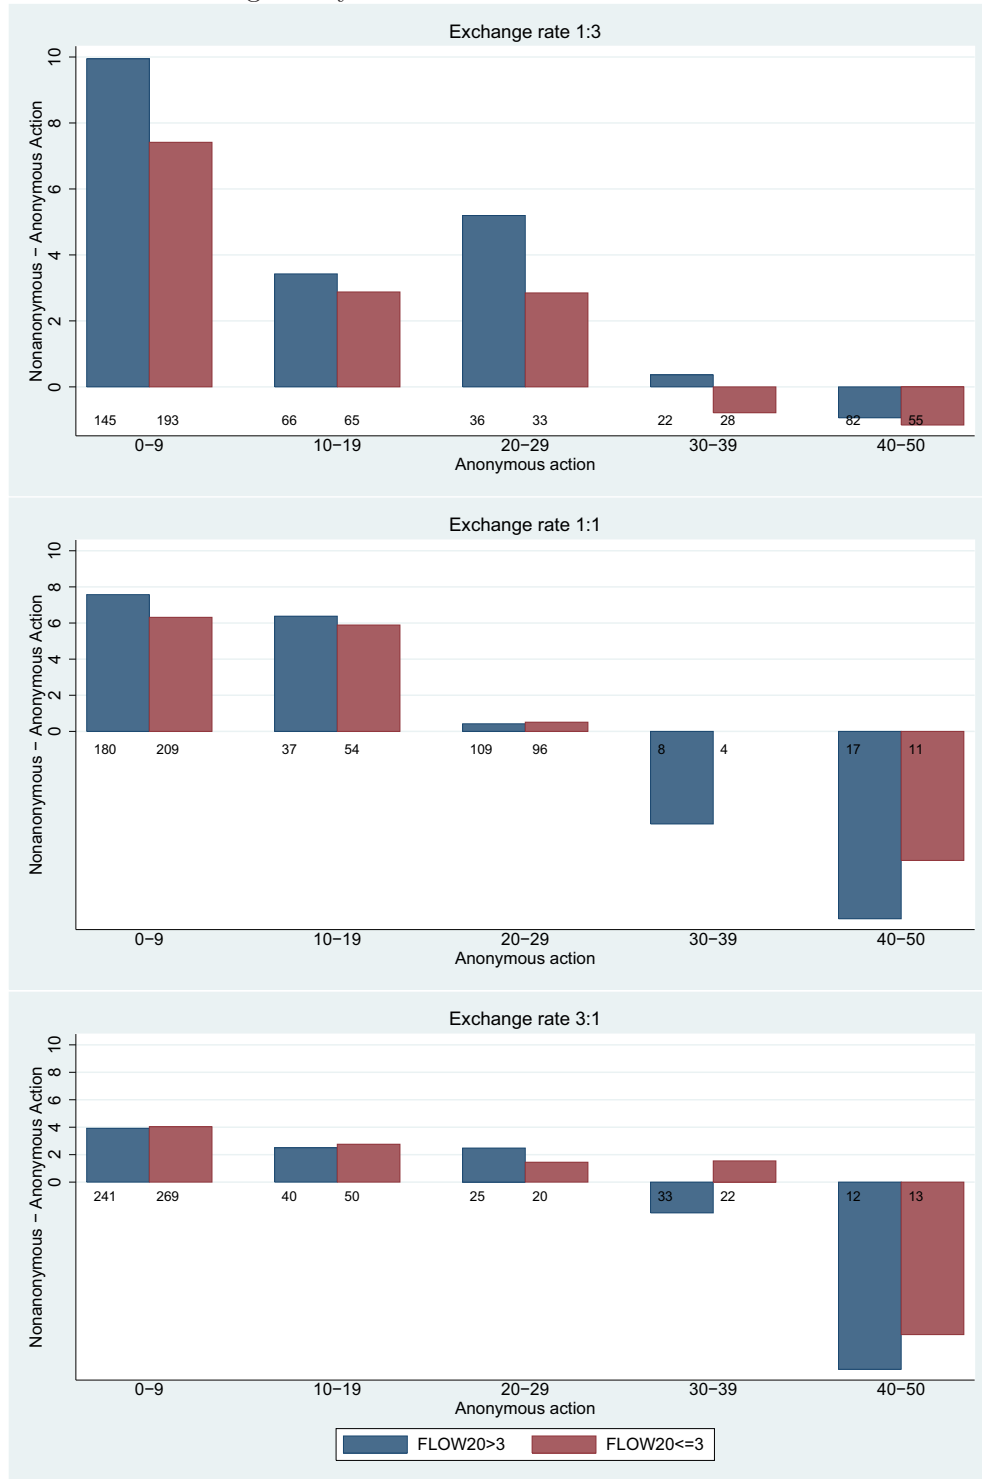 Exchange rate 1:3
Nonanonymous − Anonymous Action
10
8
6
4
2
0
145 193 66 65 36 33 22 28 82 55
0−9 10−19 20−29 30−39 40−50
Anonymous action
Exchange rate 1:1
Nonanonymous − Anonymous Action
10
8
6
4
2
0
180 209 37 54 109 96 8 4 17 11
0−9 10−19 20−29 30−39 40−50
Anonymous action
Exchange rate 3:1
Nonanonymous − Anonymous Action
10
8
6
4
2
0
241 269 40 50 25 20 33 22 12 13
0−9 10−19 20−29 30−39 40−50
Anonymous action
FLOW20>3 FLOW20<=3